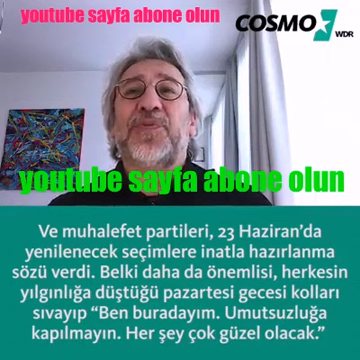 youtube sayfa abone olun
COSMO
WDR
youtube sayfa abone olun
Ve muhalefet partileri, 23 Haziran'da
yenilenecek seçimlere inatla hazırlanma
sözü verdi. Belki daha da önemlisi, herkesin
yılgınlığa düştüğü pazartesi gecesi kolları
sıvayıp “Ben buradayım. Umutsuzluğa
kapılmayın. Her şey çok güzel olacak.”